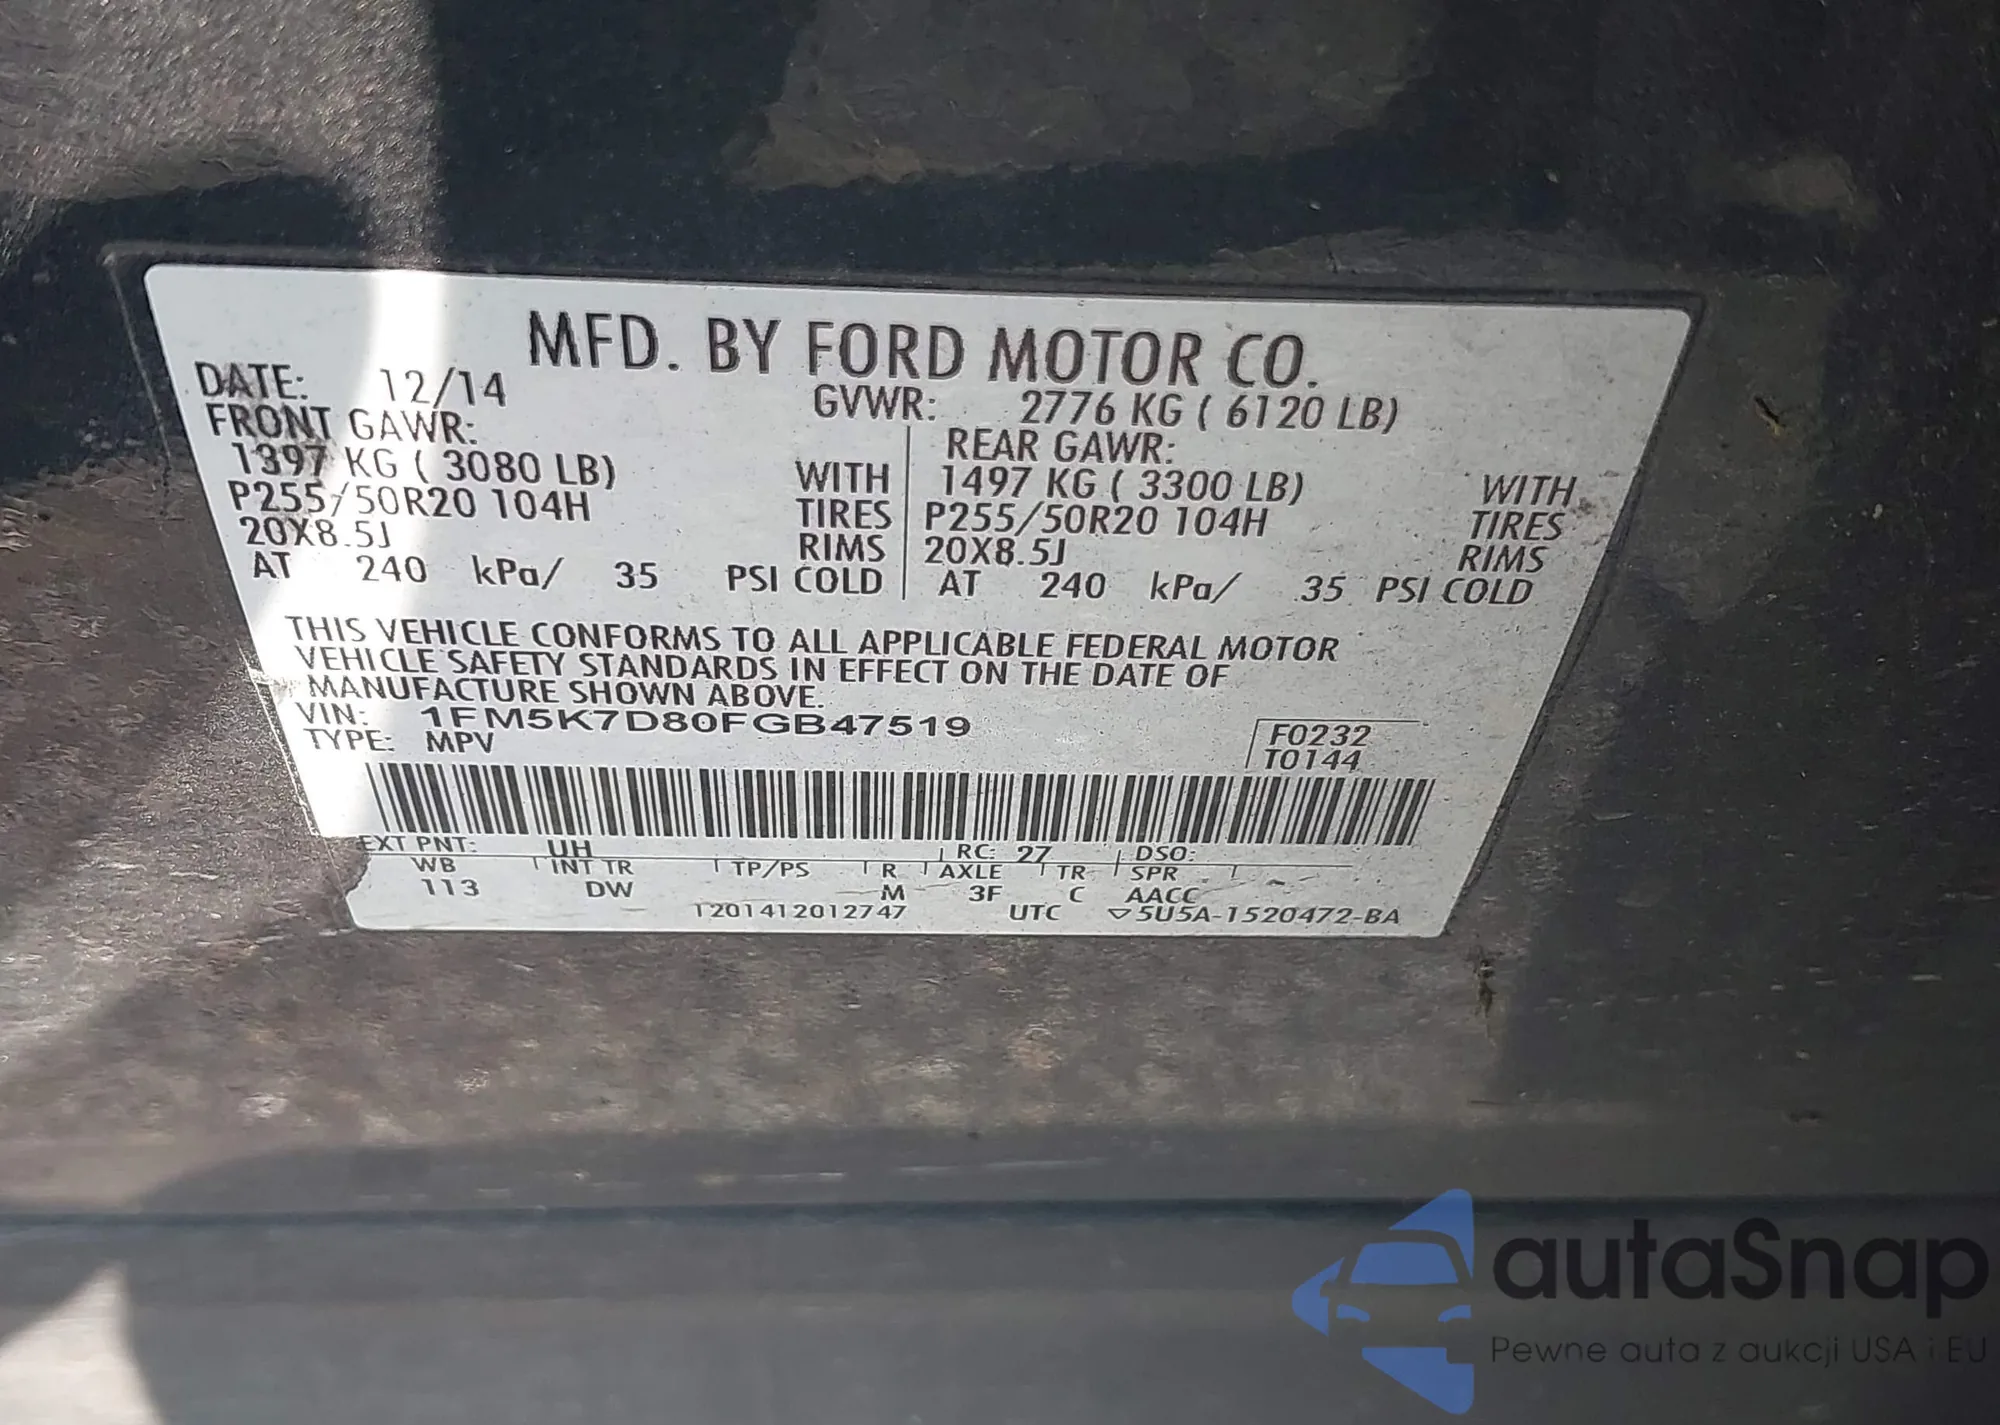 MFD. BY FORD MOTOR CO.
DATE: 12/14 GVWR: 2776 KG ( 6120 LB)
FRONT GAWR: REAR GAWR:
1397 KG ( 3080 LB) WITH 1497 KG ( 3300 LB) WITH
P255/50R20 104H TIRES P255/50R20 104H TIRES
20X8.5J RIMS 20X8.5J RIMS
AT 240 kPa/ 35 PSI COLD AT 240 kPa/ 35 PSI COLD
THIS VEHICLE CONFORMS TO ALL APPLICABLE FEDERAL MOTOR
VEHICLE SAFETY STANDARDS IN EFFECT ON THE DATE OF
MANUFACTURE SHOWN ABOVE.
VIN: 1FM5K7D80FGB47519 F0232
TYPE: MPV T0144
EXT PNT: UH RC: 27 DSO:
WB INT TR TP/PS R AXLE TR SPR
113 DW M 3F C AACC
T201412012747 UTC ▽5U5A-1520472-BA
autaSnap
Pewne auta z aukcji USA i EU